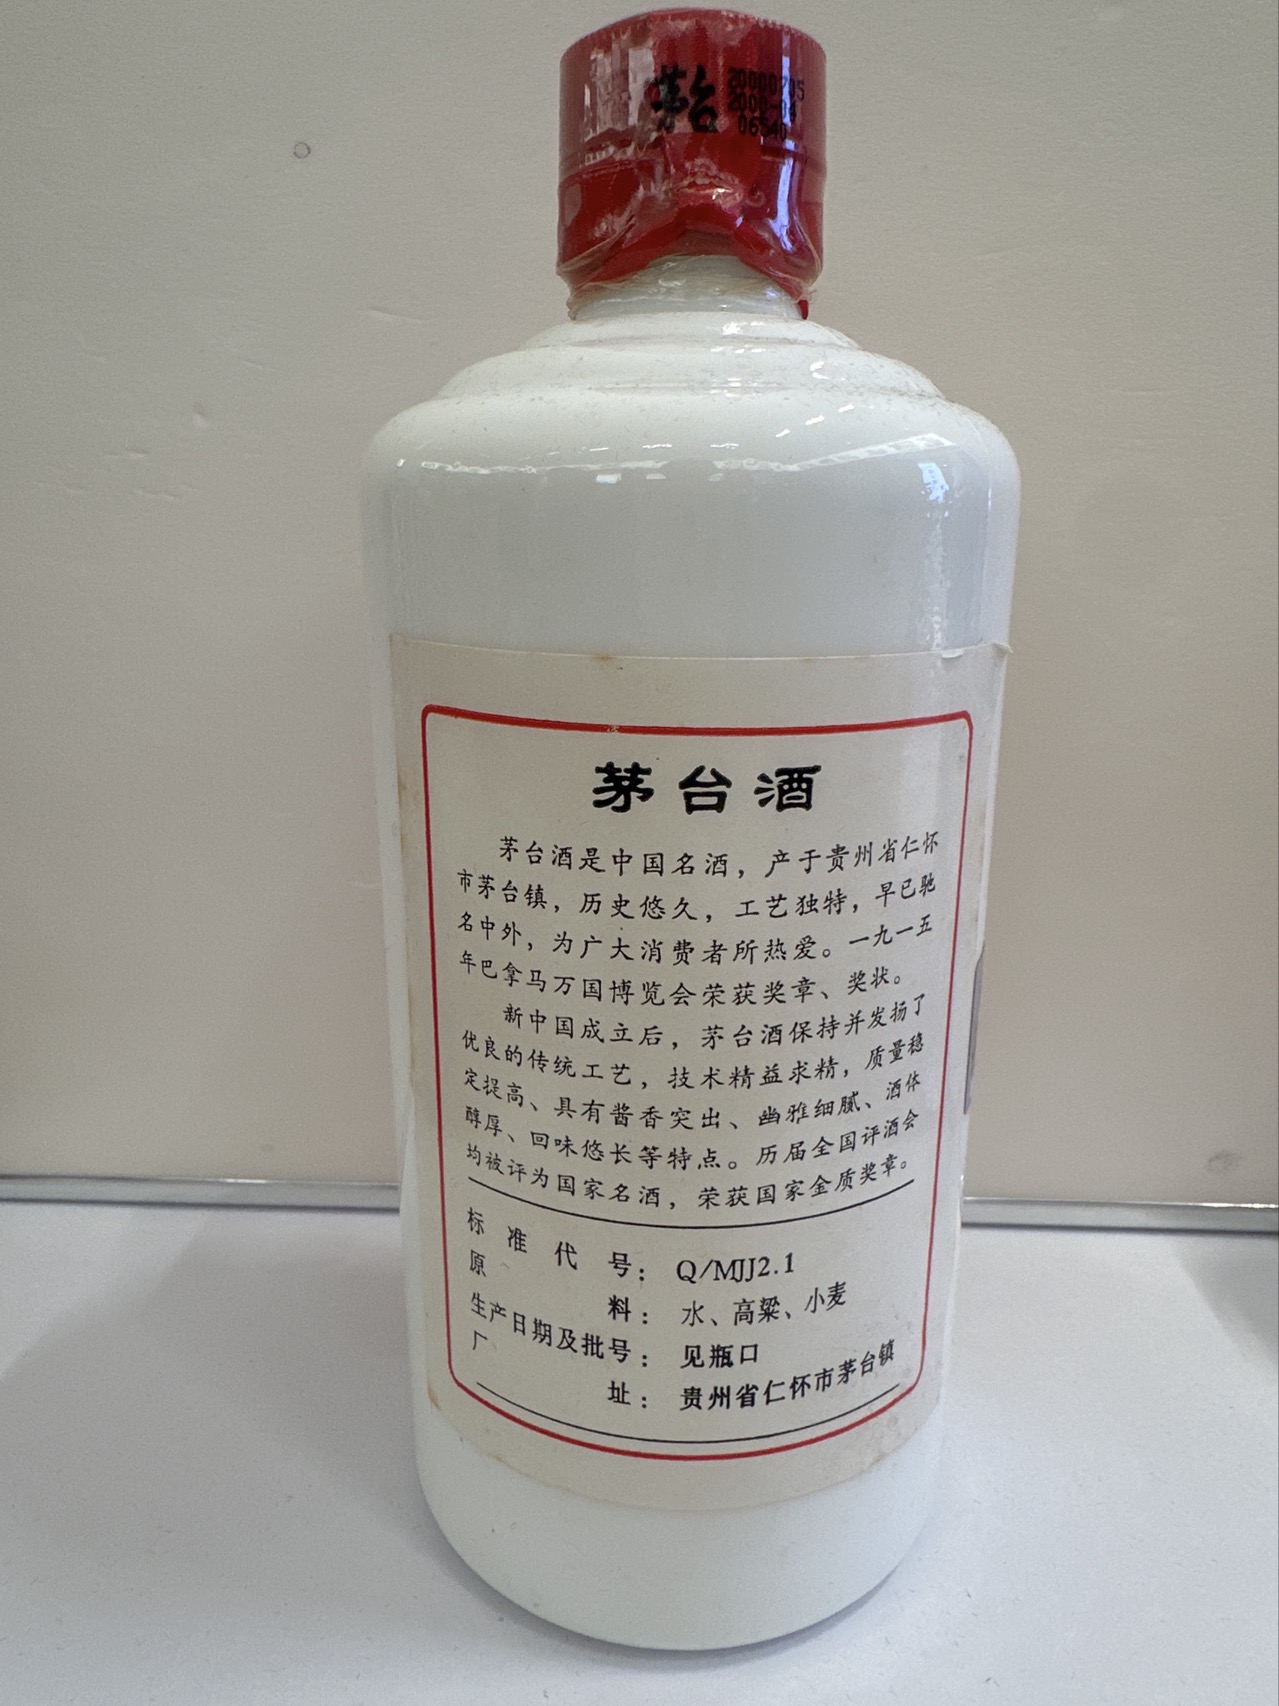 茅台
20000705
2000-04
06540
茅台酒
茅台酒是中国名酒，产于贵州省仁怀
市茅台镇，历史悠久，工艺独特，早已驰
名中外，为广大消费者所热爱。一九一五
年巴拿马万国博览会荣获奖章、奖状。
新中国成立后，茅台酒保持并发扬了
优良的传统工艺，技术精益求精，质量稳
定提高、具有酱香突出、幽雅细腻、酒体
醇厚、回味悠长等特点。历届全国评酒会
均被评为国家名酒，荣获国家金质奖章。
标准代号：Q/MJJ2.1
原料：水、高粱、小麦
生产日期及批号：见瓶口
厂址：贵州省仁怀市茅台镇